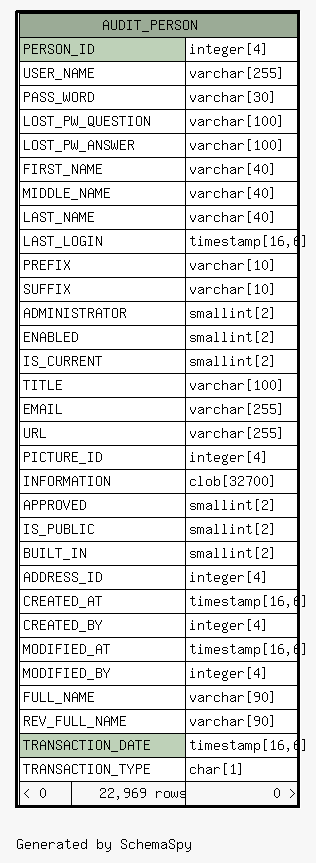 AUDIT_PERSON
PERSON_ID integer[4]
USER_NAME varchar[255]
PASS_WORD varchar[30]
LOST_PW_QUESTION varchar[100]
LOST_PW_ANSWER varchar[100]
FIRST_NAME varchar[40]
MIDDLE_NAME varchar[40]
LAST_NAME varchar[40]
LAST_LOGIN timestamp[16,6]
PREFIX varchar[10]
SUFFIX varchar[10]
ADMINISTRATOR smallint[2]
ENABLED smallint[2]
IS_CURRENT smallint[2]
TITLE varchar[100]
EMAIL varchar[255]
URL varchar[255]
PICTURE_ID integer[4]
INFORMATION clob[32700]
APPROVED smallint[2]
IS_PUBLIC smallint[2]
BUILT_IN smallint[2]
ADDRESS_ID integer[4]
CREATED_AT timestamp[16,6]
CREATED_BY integer[4]
MODIFIED_AT timestamp[16,6]
MODIFIED_BY integer[4]
FULL_NAME varchar[90]
REV_FULL_NAME varchar[90]
TRANSACTION_DATE timestamp[16,6]
TRANSACTION_TYPE char[1]
< 0 22,969 rows 0 >
Generated by SchemaSpy